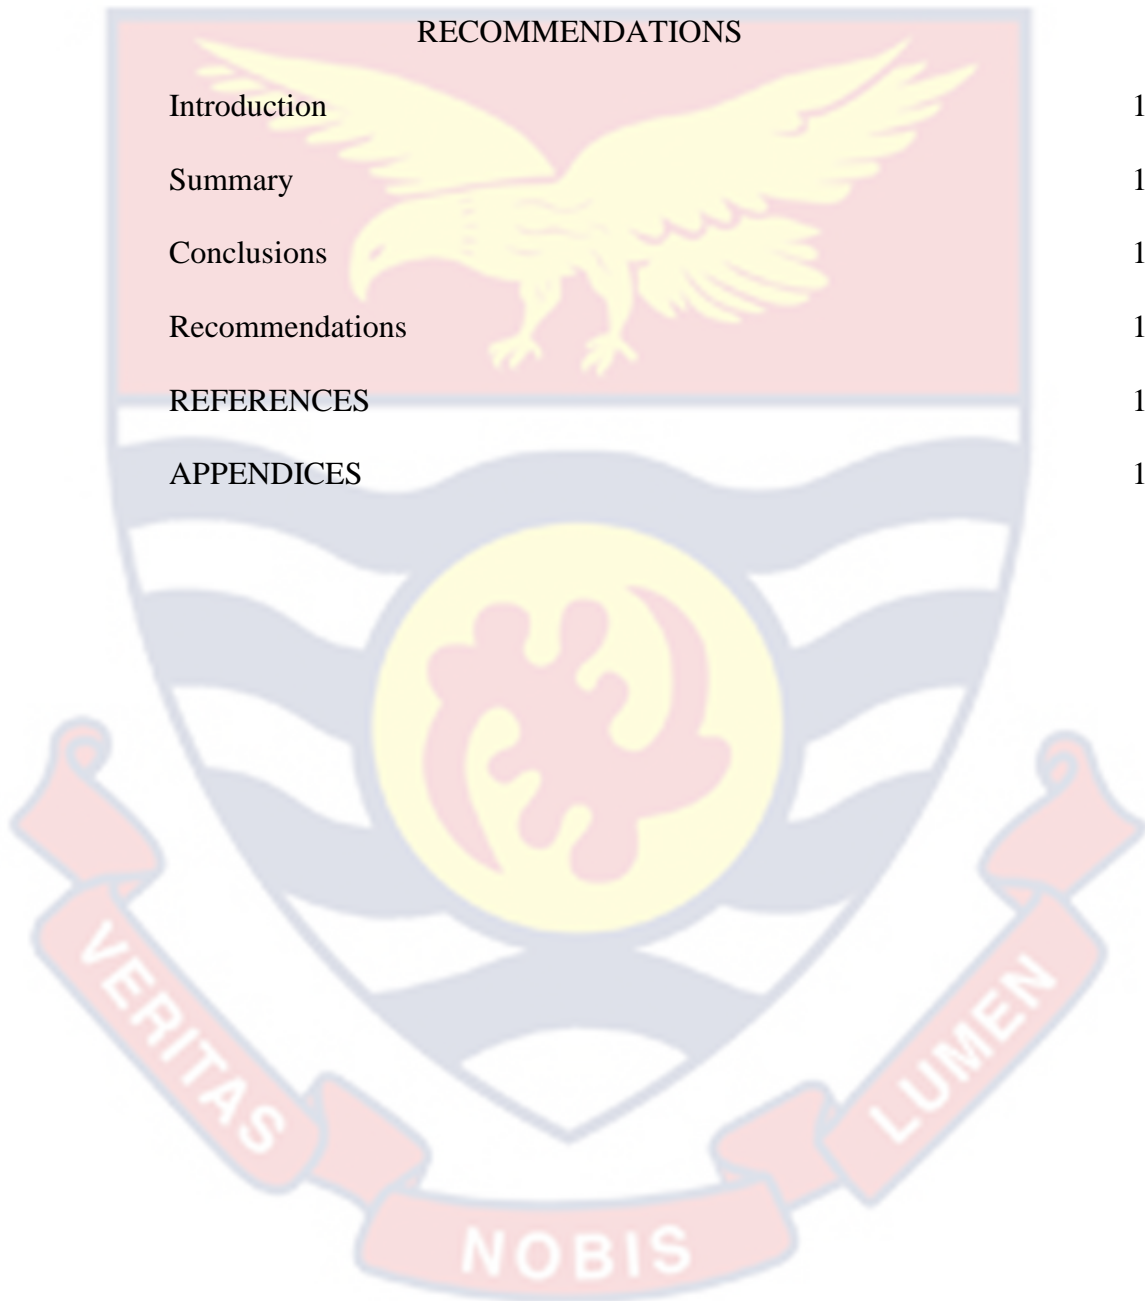 RECOMMENDATIONS
Introduction 1
Summary 1
Conclusions 1
Recommendations 1
REFERENCES 1
APPENDICES 1
VERITAS
NOBIS
LUMEN